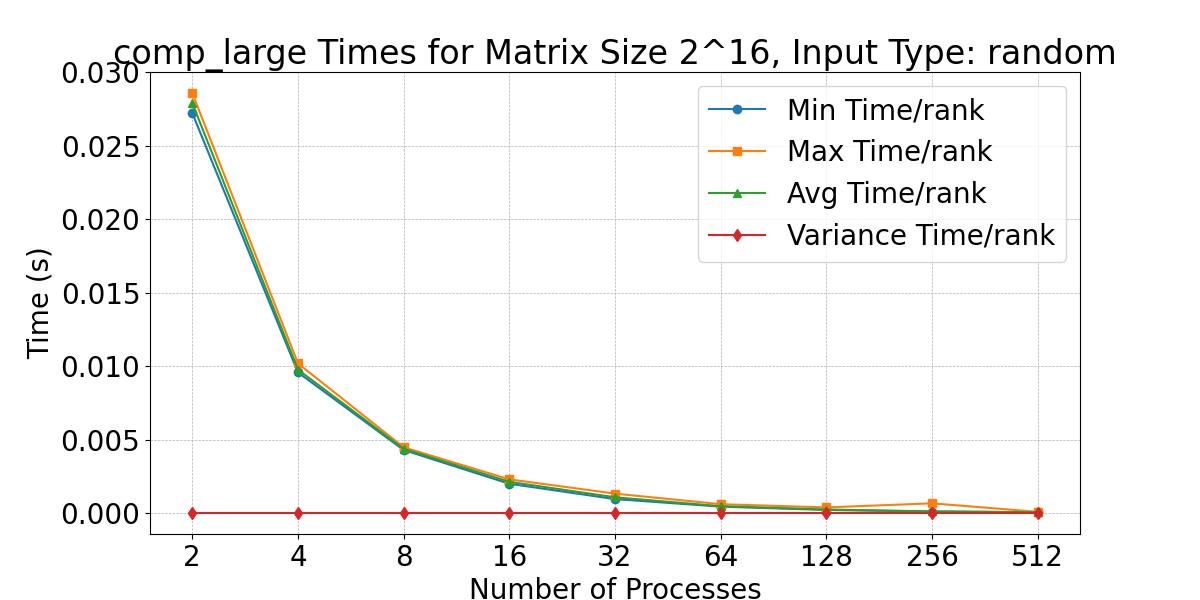 comp_large Times for Matrix Size 2^16, Input Type: random
Time (s)
0.030
0.025
0.020
0.015
0.010
0.005
0.000
Min Time/rank
Max Time/rank
Avg Time/rank
Variance Time/rank
2 4 8 16 32 64 128 256 512
Number of Processes